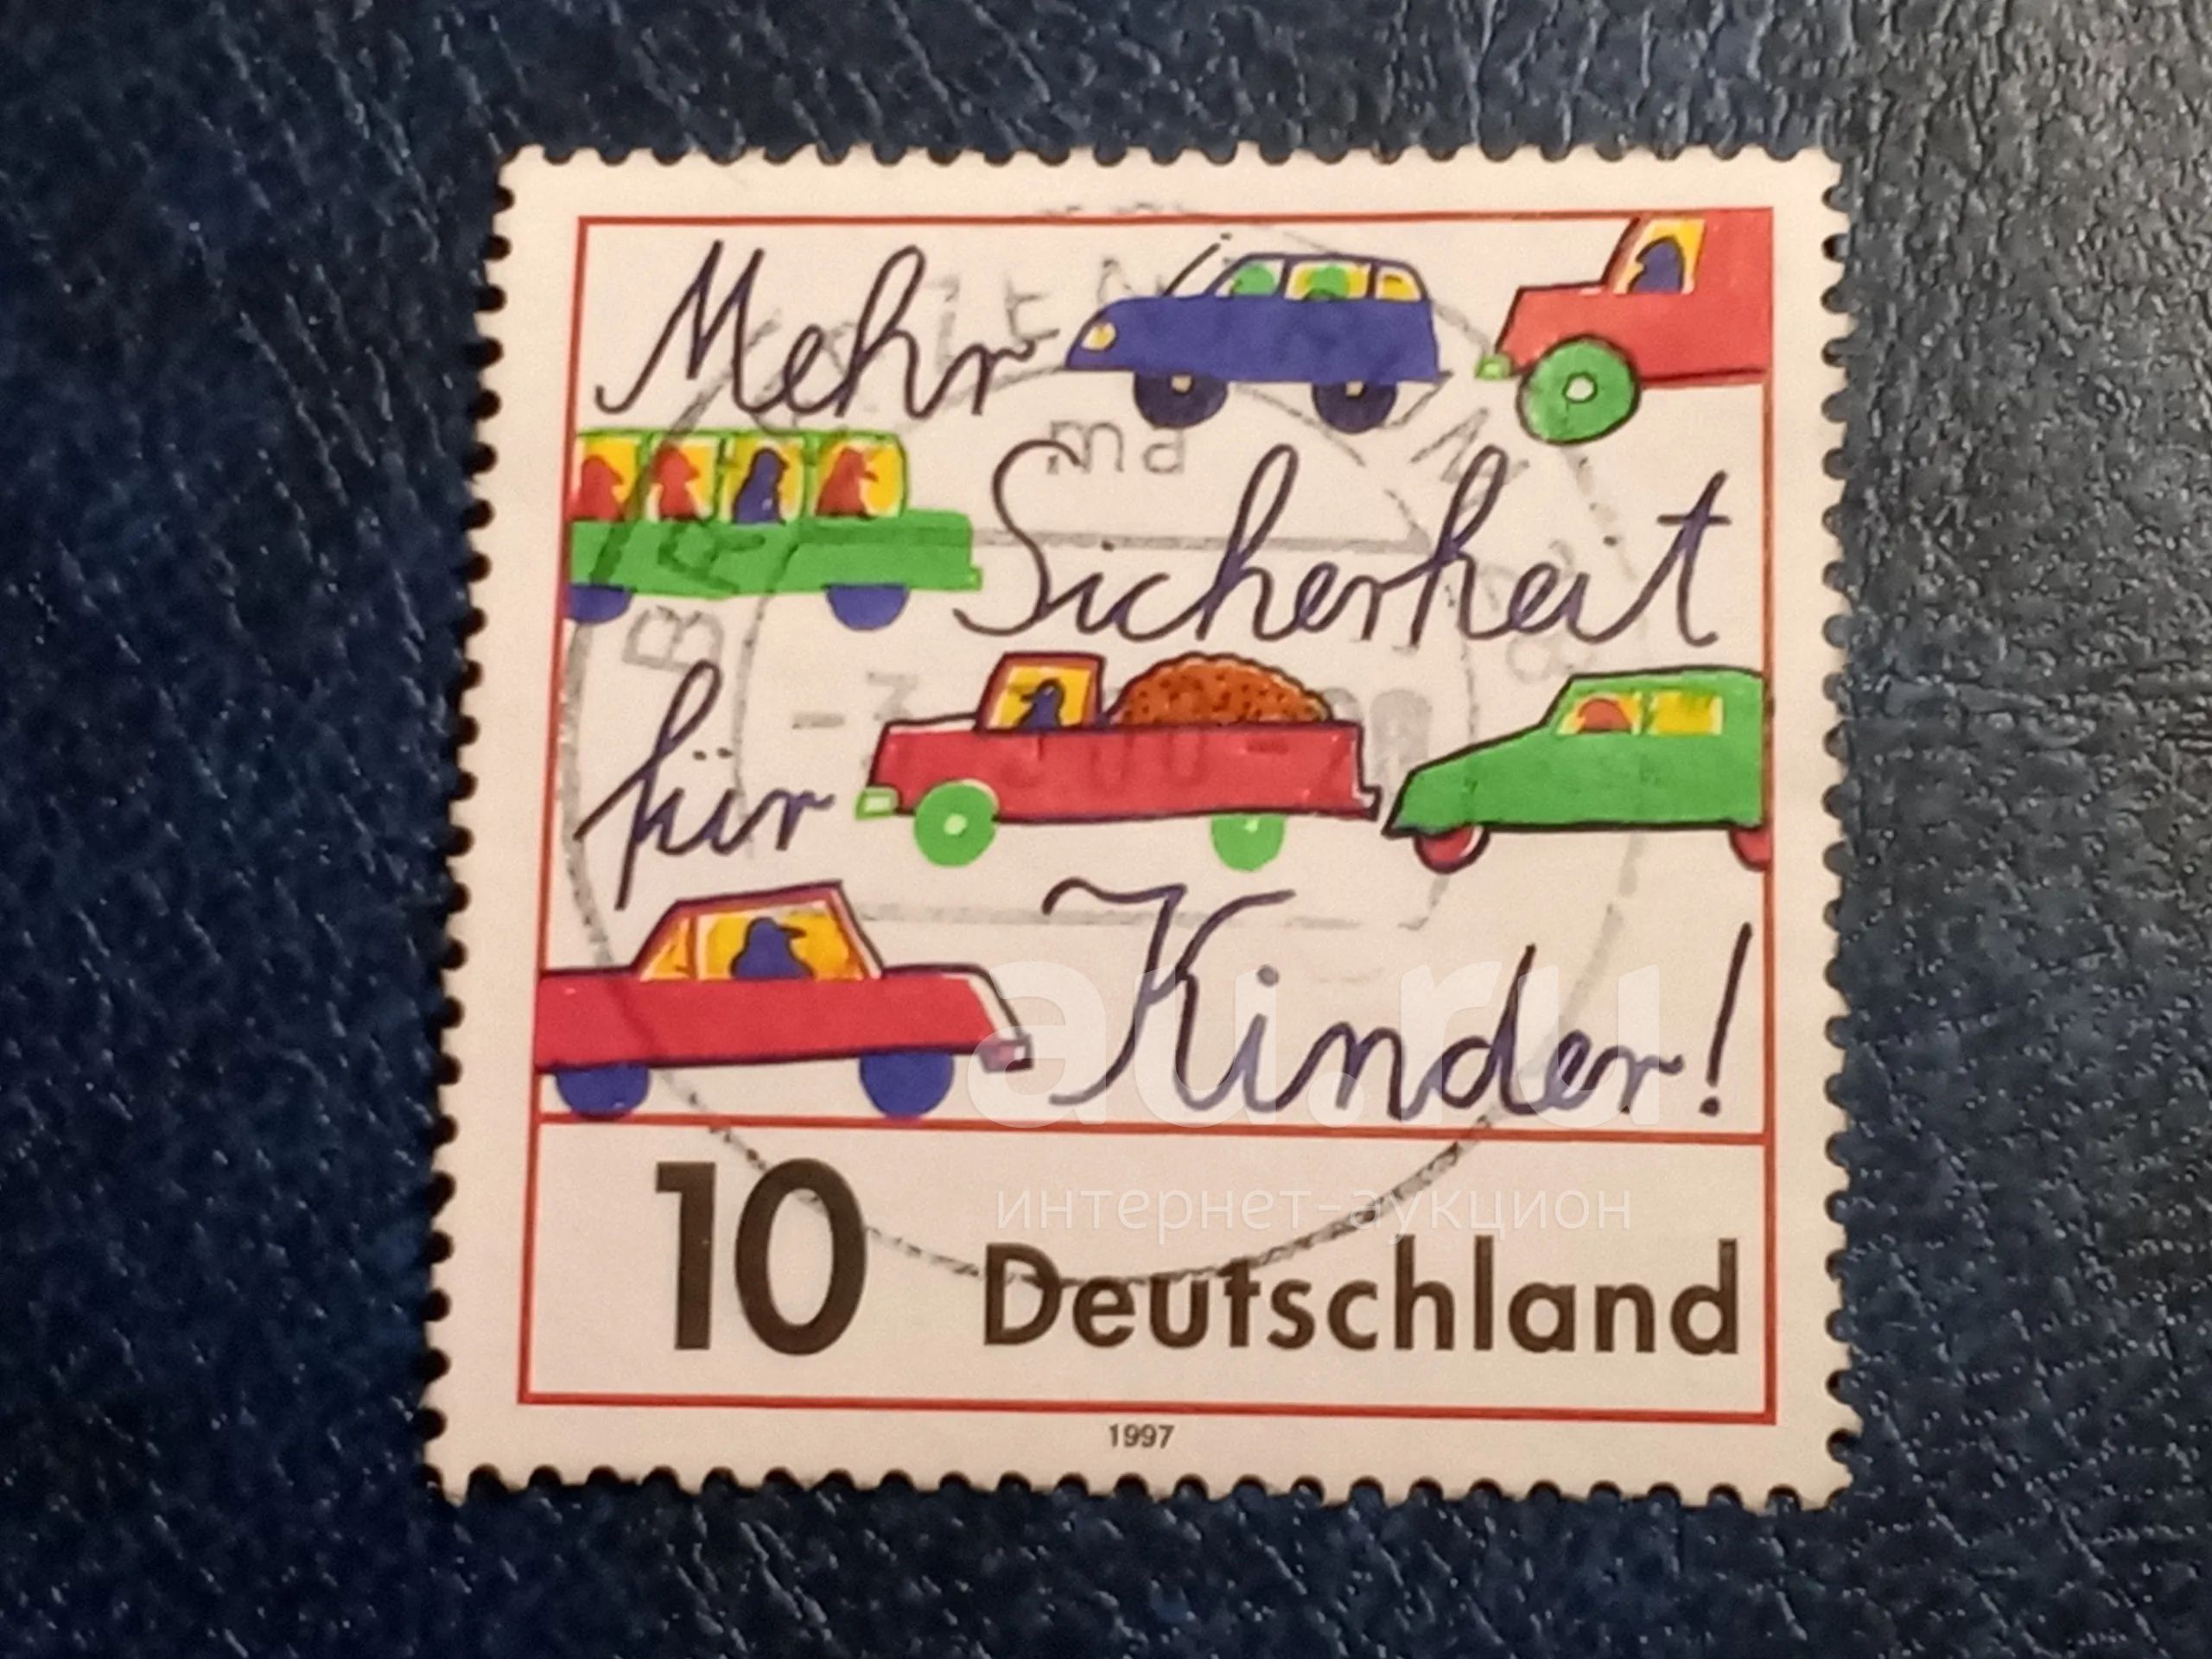 Mehr
Sicherheit
für
Kinder!
10 Deutschland
1997
au.ru
интернет-аукцион